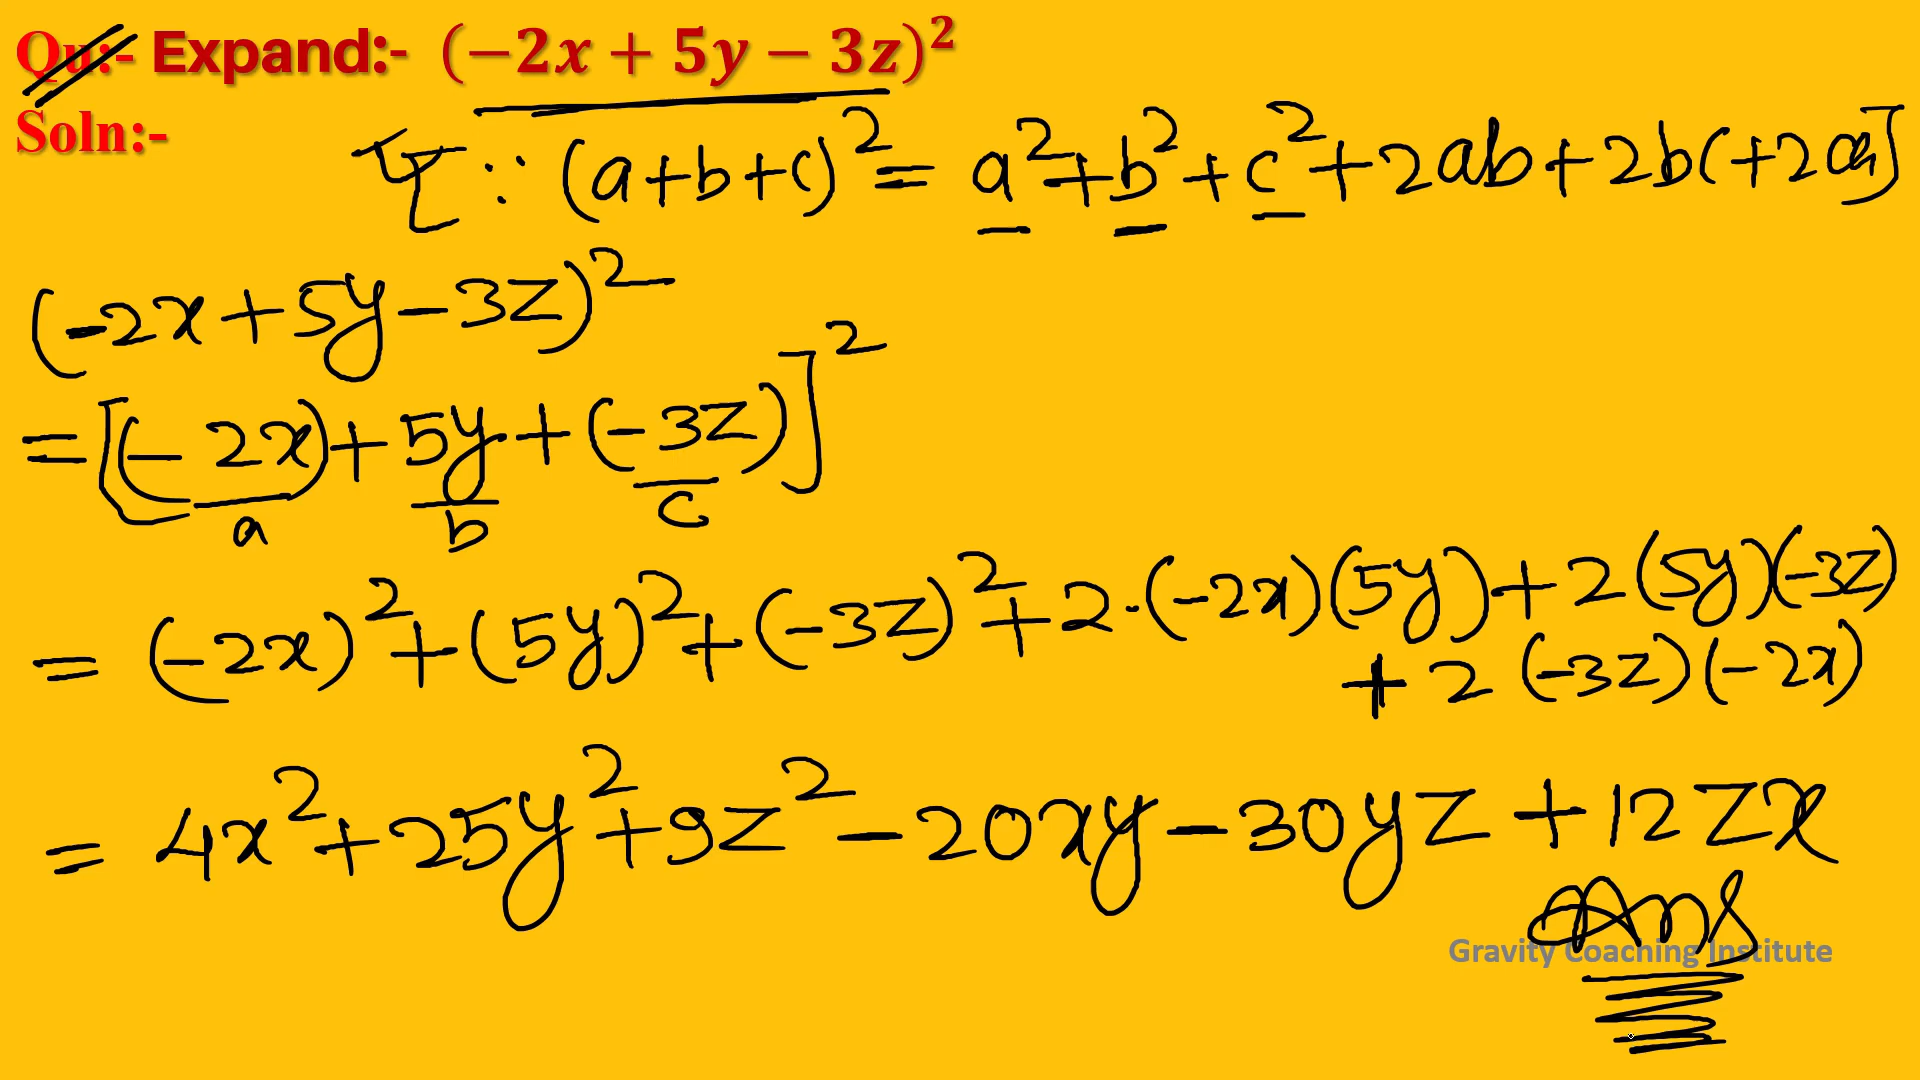 Qu:- Expand:- (−2x + 5y − 3z)²
Soln:-
[∵ (a+b+c)² = a²+b²+c²+2ab+2bc+2ca]
(-2x+5y-3z)²
= [(-2x)+5y+(-3z)]²
a b c
= (-2x)²+(5y)²+(-3z)²+2·(-2x)(5y)+2(5y)(-3z)
+2(-3z)(-2x)
= 4x²+25y²+9z²-20xy-30yz+12zx
Ans
Gravity Coaching Institute